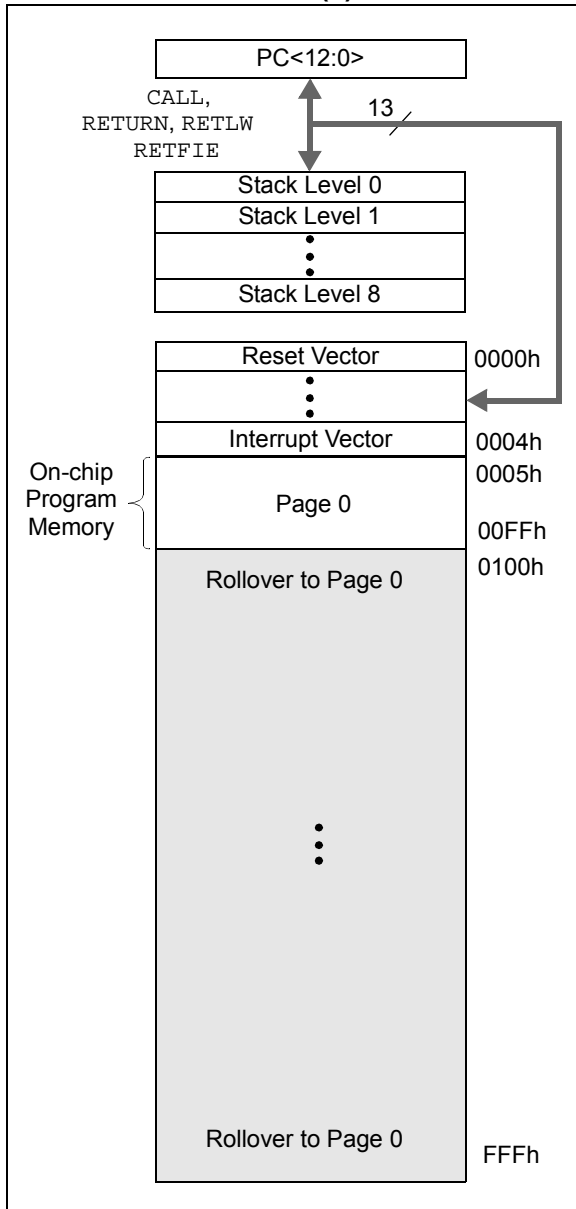 PC<12:0>
CALL,
RETURN, RETLW
RETFIE
13
Stack Level 0
Stack Level 1
Stack Level 8
Reset Vector
0000h
Interrupt Vector
0004h
On-chip
Program
Memory
Page 0
0005h
00FFh
Rollover to Page 0
0100h
Rollover to Page 0
FFFh